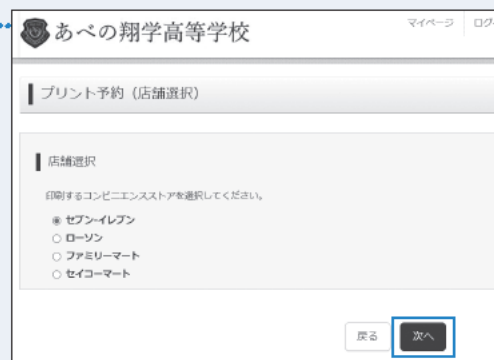 あべの翔学高等学校
マイページ
プリント予約（店舗選択）
店舗選択
印刷するコンビニエンスストアを選択してください。
セブン-イレブン
ローソン
ファミリーマート
セイコーマート
戻る
次へ